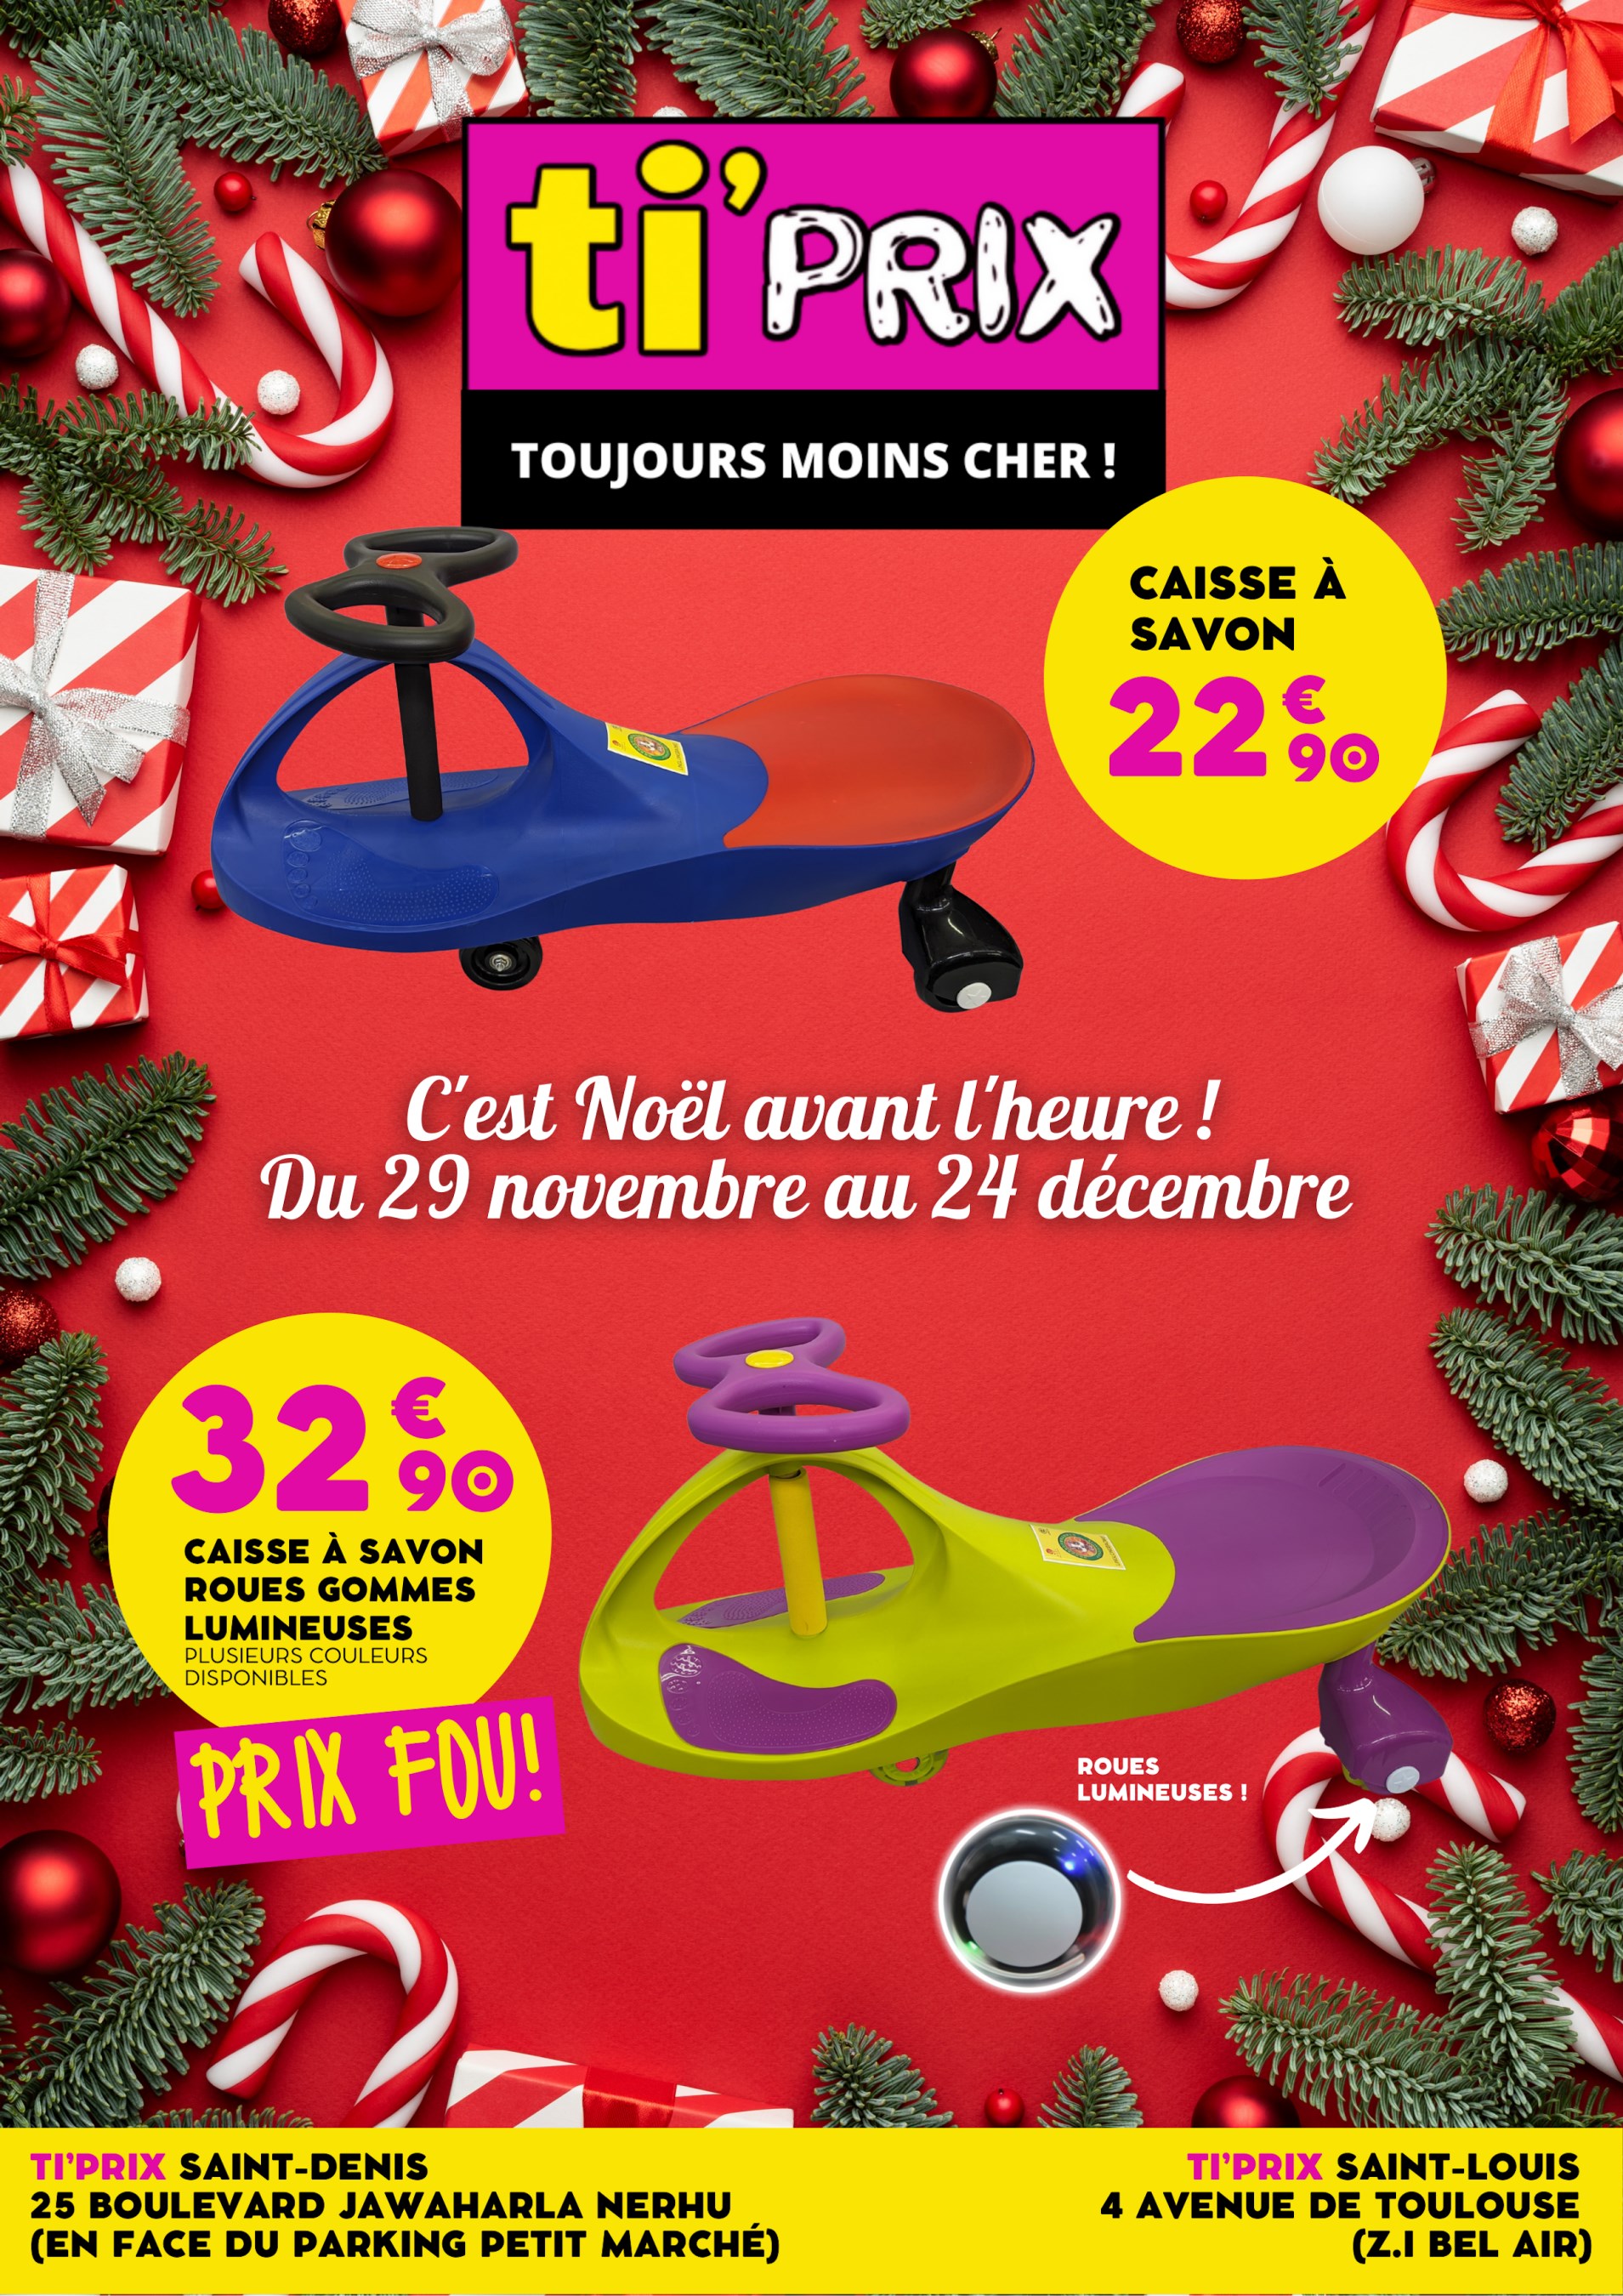 ti'PRIX
TOUJOURS MOINS CHER !
CAISSE À
SAVON
22€90
C'est Noël avant l'heure !
Du 29 novembre au 24 décembre
32€90
CAISSE À SAVON
ROUES GOMMES
LUMINEUSES
PLUSIEURS COULEURS
DISPONIBLES
PRIX FOU!
ROUES
LUMINEUSES !
TI'PRIX SAINT-DENIS
25 BOULEVARD JAWAHARLA NERHU
(EN FACE DU PARKING PETIT MARCHÉ)
TI'PRIX SAINT-LOUIS
4 AVENUE DE TOULOUSE
(Z.I BEL AIR)